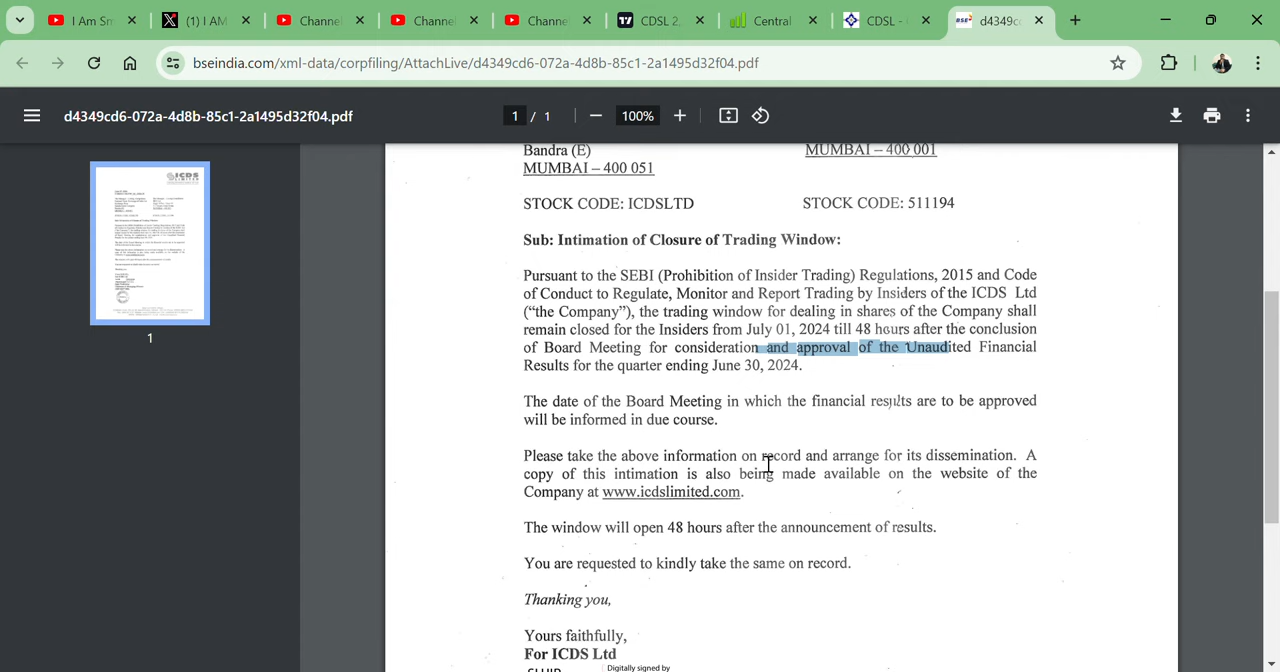 I am Sm
(1) I AM
Channel
Channel
Channel
CDSL 2,
Central
CDSL -
d4349cd
bseindia.com/xml-data/corpfiling/AttachLive/d4349cd6-072a-4d8b-85c1-2a1495d32f04.pdf
d4349cd6-072a-4d8b-85c1-2a1495d32f04.pdf
1 / 1
100%
ICDS
LIMITED
1
Bandra (E) MUMBAI – 400 001
MUMBAI – 400 051
STOCK CODE: ICDSLTD STOCK CODE: 511194
Sub: Intimation of Closure of Trading Window:
Pursuant to the SEBI (Prohibition of Insider Trading) Regulations, 2015 and Code
of Conduct to Regulate, Monitor and Report Trading by Insiders of the ICDS Ltd
(“the Company”), the trading window for dealing in shares of the Company shall
remain closed for the Insiders from July 01, 2024 till 48 hours after the conclusion
of Board Meeting for consideration and approval of the Unaudited Financial
Results for the quarter ending June 30, 2024.
The date of the Board Meeting in which the financial results are to be approved
will be informed in due course.
Please take the above information on record and arrange for its dissemination. A
copy of this intimation is also being made available on the website of the
Company at www.icdslimited.com.
The window will open 48 hours after the announcement of results.
You are requested to kindly take the same on record.
Thanking you,
Yours faithfully,
For ICDS Ltd
Digitally signed by